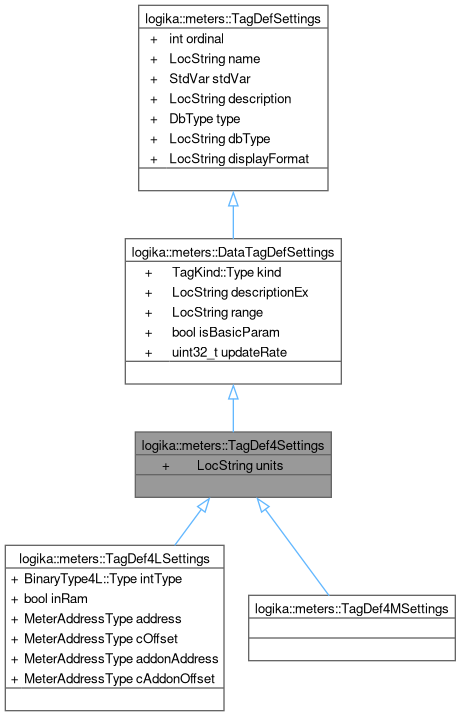 logika::meters::TagDefSettings
+ int ordinal
+ LocString name
+ StdVar stdVar
+ LocString description
+ DbType type
+ LocString dbType
+ LocString displayFormat
logika::meters::DataTagDefSettings
+ TagKind::Type kind
+ LocString descriptionEx
+ LocString range
+ bool isBasicParam
+ uint32_t updateRate
logika::meters::TagDef4Settings
+ LocString units
logika::meters::TagDef4LSettings
+ BinaryType4L::Type intType
+ bool inRam
+ MeterAddressType address
+ MeterAddressType cOffset
+ MeterAddressType addonAddress
+ MeterAddressType cAddonOffset
logika::meters::TagDef4MSettings